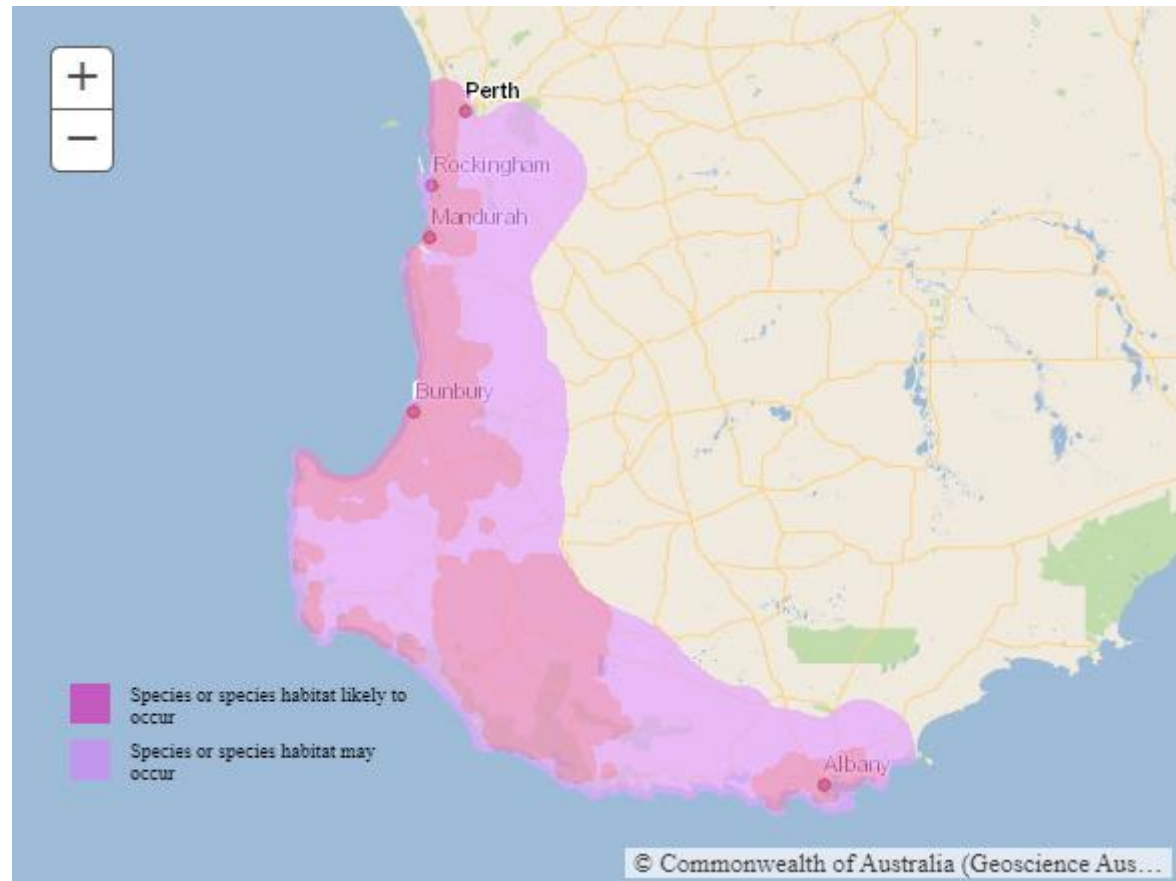 +
−
Perth
Rockingham
Mandurah
Bunbury
Species or species habitat likely to
occur
Species or species habitat may
occur
Albany
© Commonwealth of Australia (Geoscience Aus…